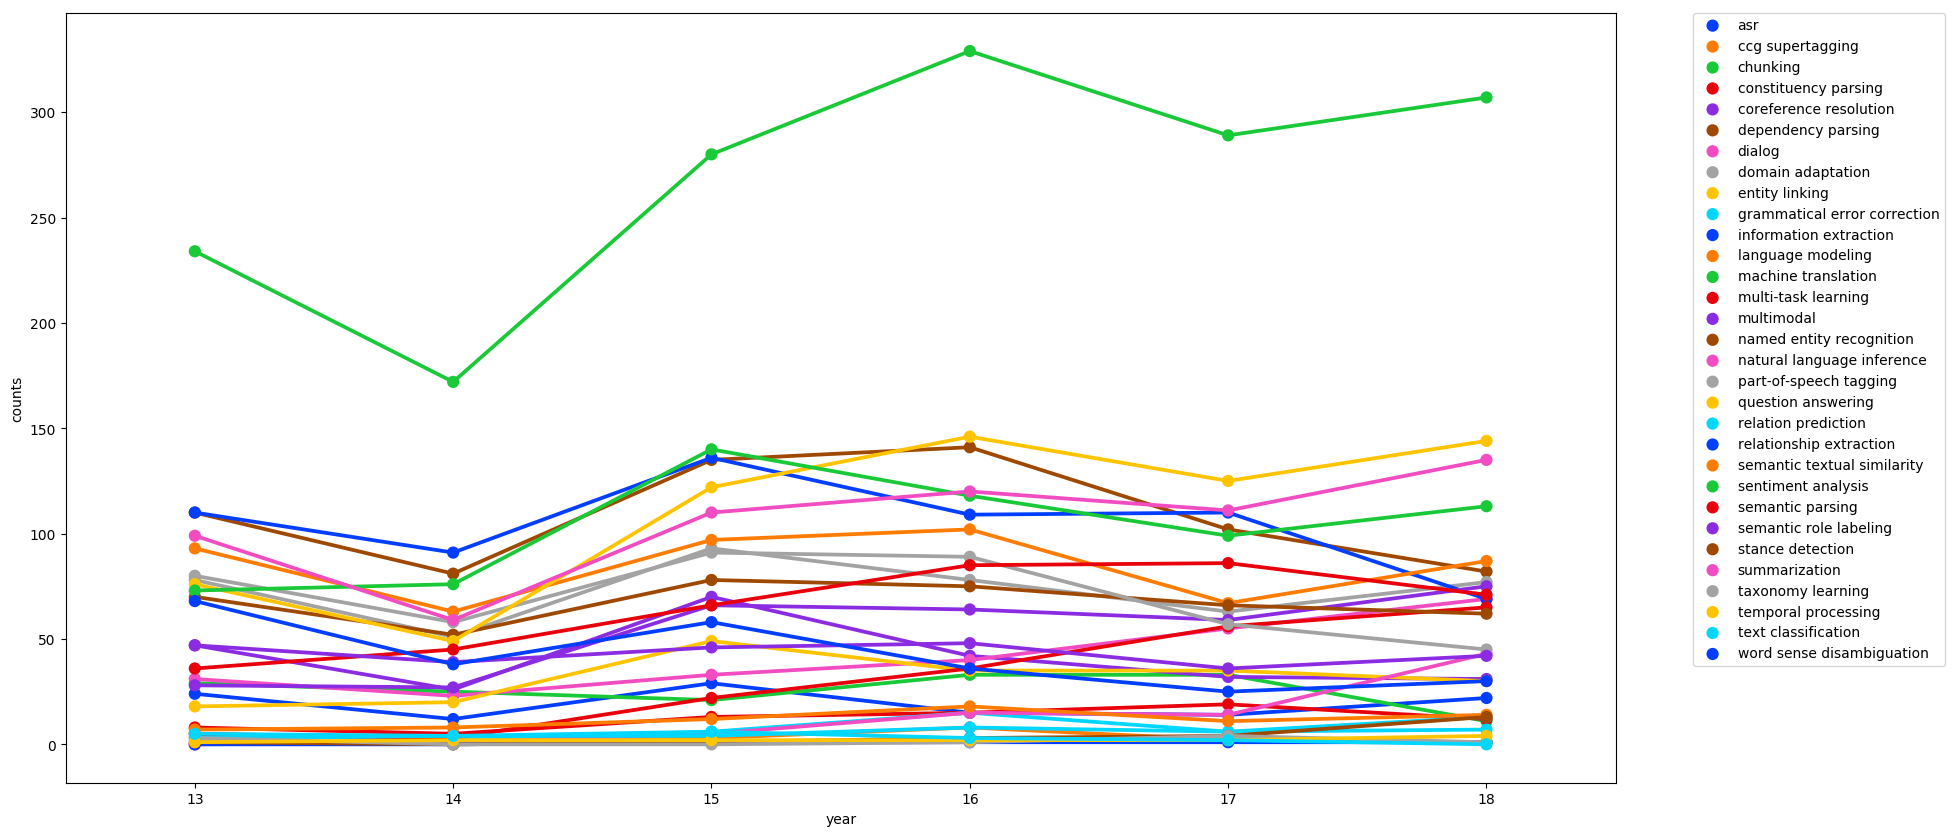 300
250
200
150
100
50
0
counts
13 14 15 16 17 18
year
asr
ccg supertagging
chunking
constituency parsing
coreference resolution
dependency parsing
dialog
domain adaptation
entity linking
grammatical error correction
information extraction
language modeling
machine translation
multi-task learning
multimodal
named entity recognition
natural language inference
part-of-speech tagging
question answering
relation prediction
relationship extraction
semantic textual similarity
sentiment analysis
semantic parsing
semantic role labeling
stance detection
summarization
taxonomy learning
temporal processing
text classification
word sense disambiguation